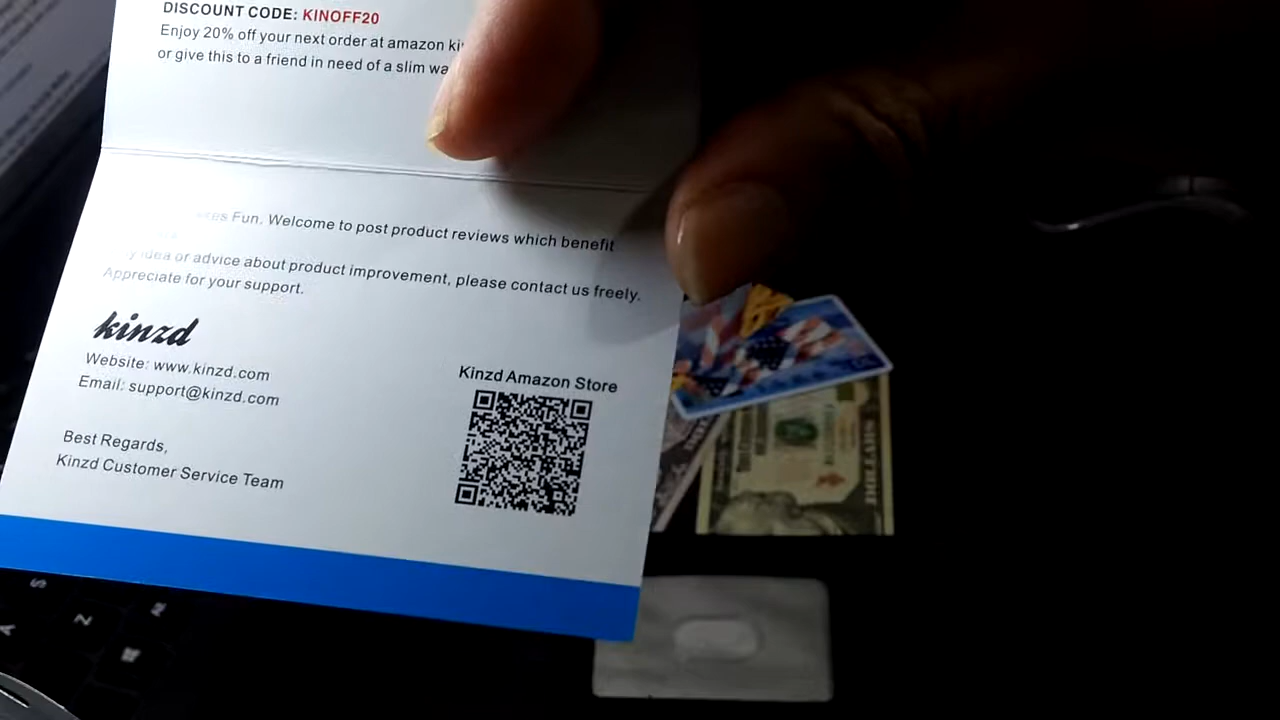 DISCOUNT CODE: KINOFF20
Enjoy 20% off your next order at amazon
or give this to a friend in need of a slim
Fun. Welcome to post product reviews which benefit
idea or advice about product improvement, please contact us freely.
Appreciate for your support.
kinzd
Website: www.kinzd.com
Email: support@kinzd.com
Kinzd Amazon Store
Best Regards,
Kinzd Customer Service Team
DOLLARS
S
A
Z